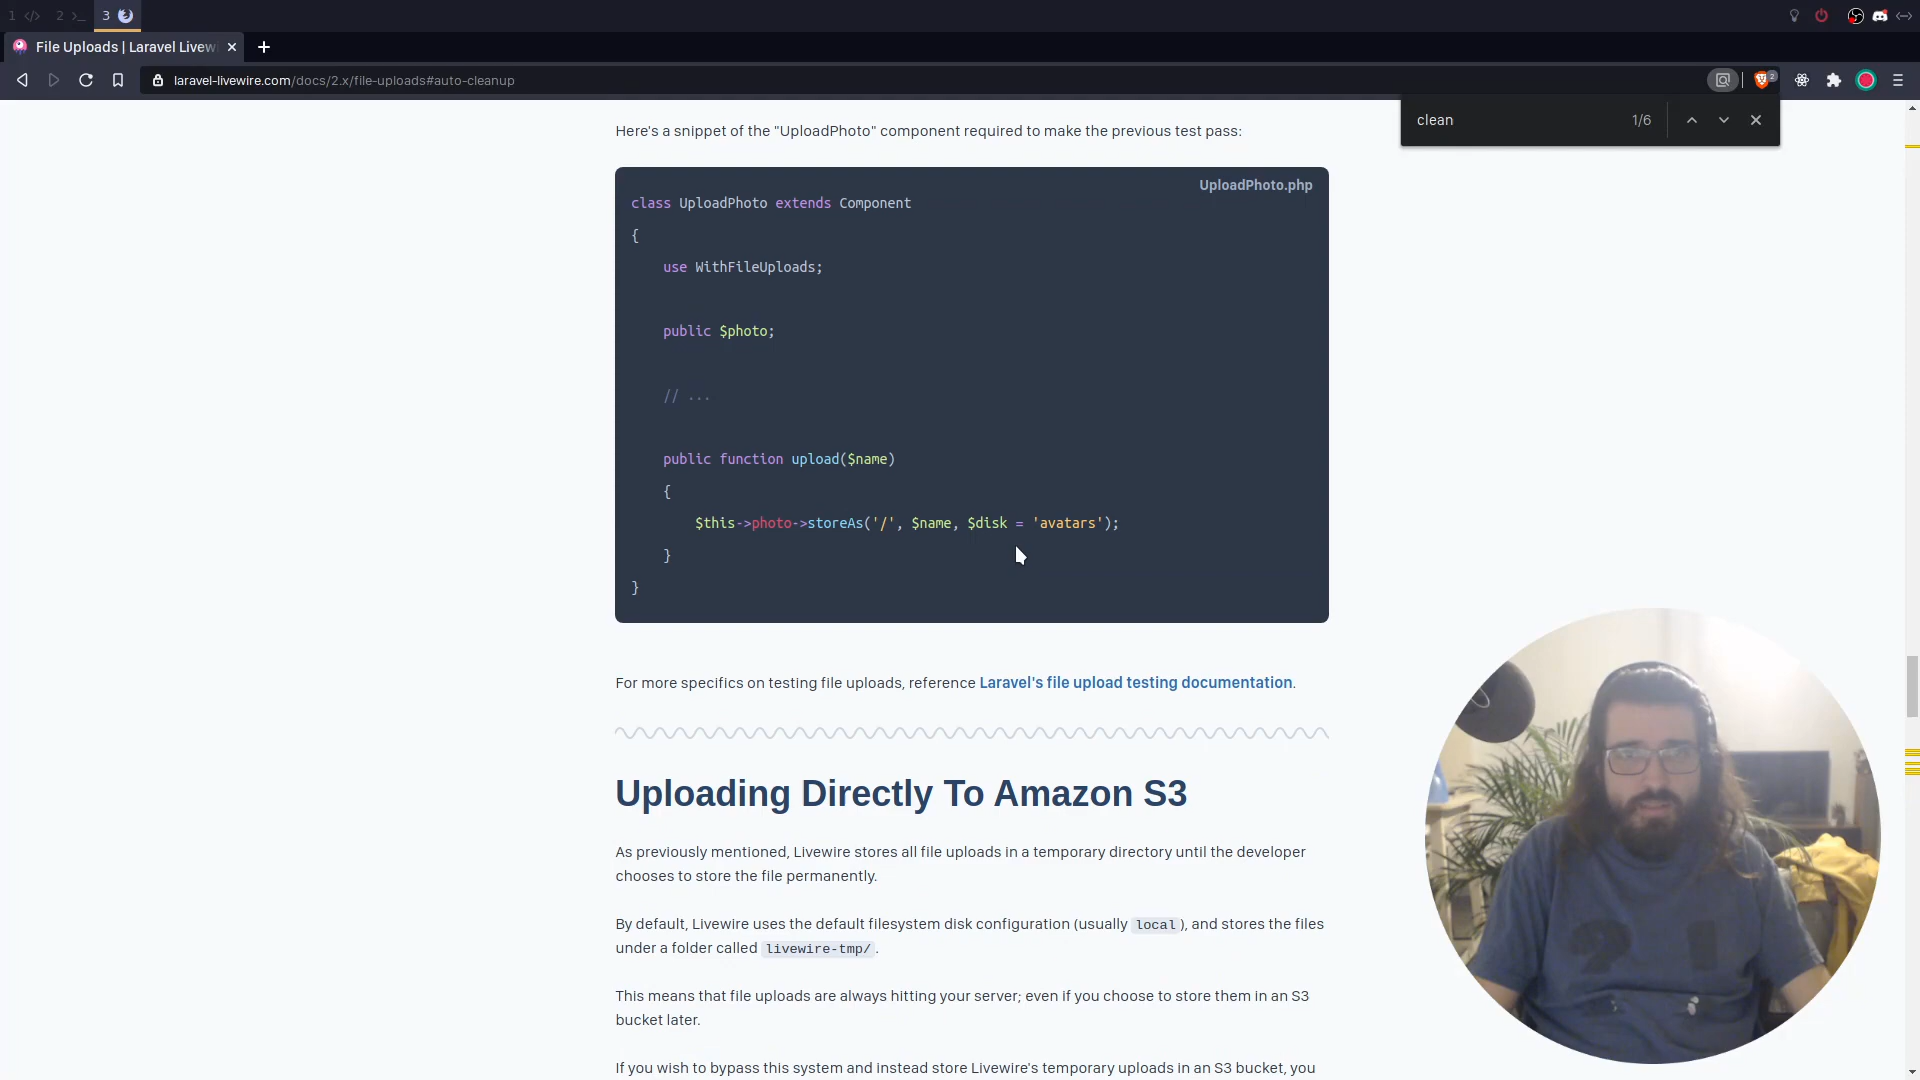 1 </> 2 >_ 3
File Uploads | Laravel Livew
laravel-livewire.com/docs/2.x/file-uploads#auto-cleanup
2
clean 1/6
Here's a snippet of the "UploadPhoto" component required to make the previous test pass:
UploadPhoto.php
class UploadPhoto extends Component
{
use WithFileUploads;
public $photo;
// ...
public function upload($name)
{
$this->photo->storeAs('/', $name, $disk = 'avatars');
}
}
For more specifics on testing file uploads, reference Laravel's file upload testing documentation.
Uploading Directly To Amazon S3
As previously mentioned, Livewire stores all file uploads in a temporary directory until the developer
chooses to store the file permanently.
By default, Livewire uses the default filesystem disk configuration (usually local), and stores the files
under a folder called livewire-tmp/.
This means that file uploads are always hitting your server; even if you choose to store them in an S3
bucket later.
If you wish to bypass this system and instead store Livewire's temporary uploads in an S3 bucket, you